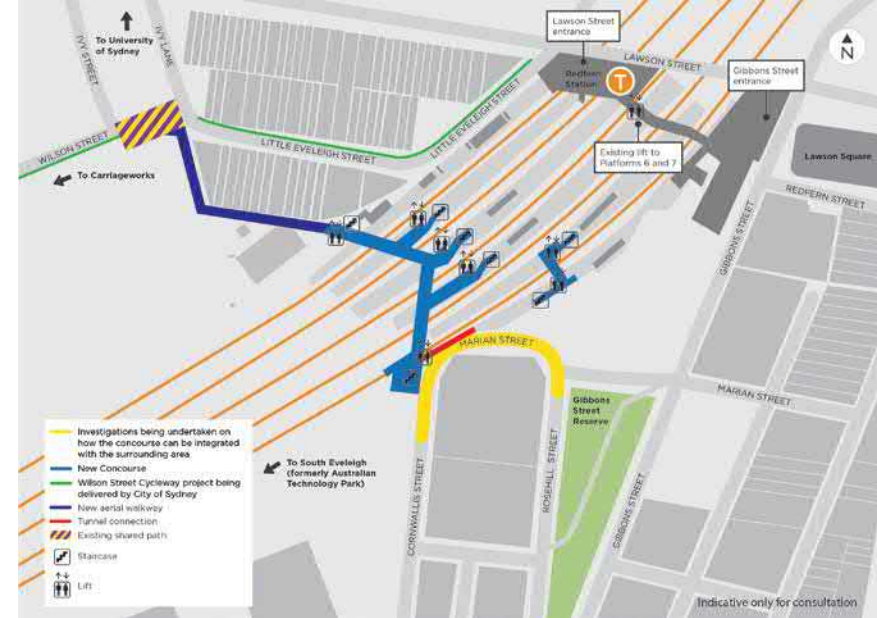 To University
of Sydney
IVY STREET
IVY LANE
Lawson Street
entrance
LAWSON STREET
N
Redfern
Station
T
Gibbons Street
entrance
WILSON STREET
LITTLE EVELEIGH STREET
LITTLE EVELEIGH STREET
Existing lift to
Platforms 6 and 7
Lawson Square
To Carriageworks
REDFERN STREET
GIBBONS STREET
MARIAN STREET
MARIAN STREET
Gibbons
Street
Reserve
Investigations being undertaken on
how the concourse can be integrated
with the surrounding area
New Concourse
Wilson Street Cycleway project being
delivered by City of Sydney
New aerial walkway
Tunnel connection
Existing shared path
Staircase
Lift
To South Eveleigh
(formerly Australian
Technology Park)
CORNWALLIS STREET
ROSEHILL STREET
GIBBONS STREET
Indicative only for consultation